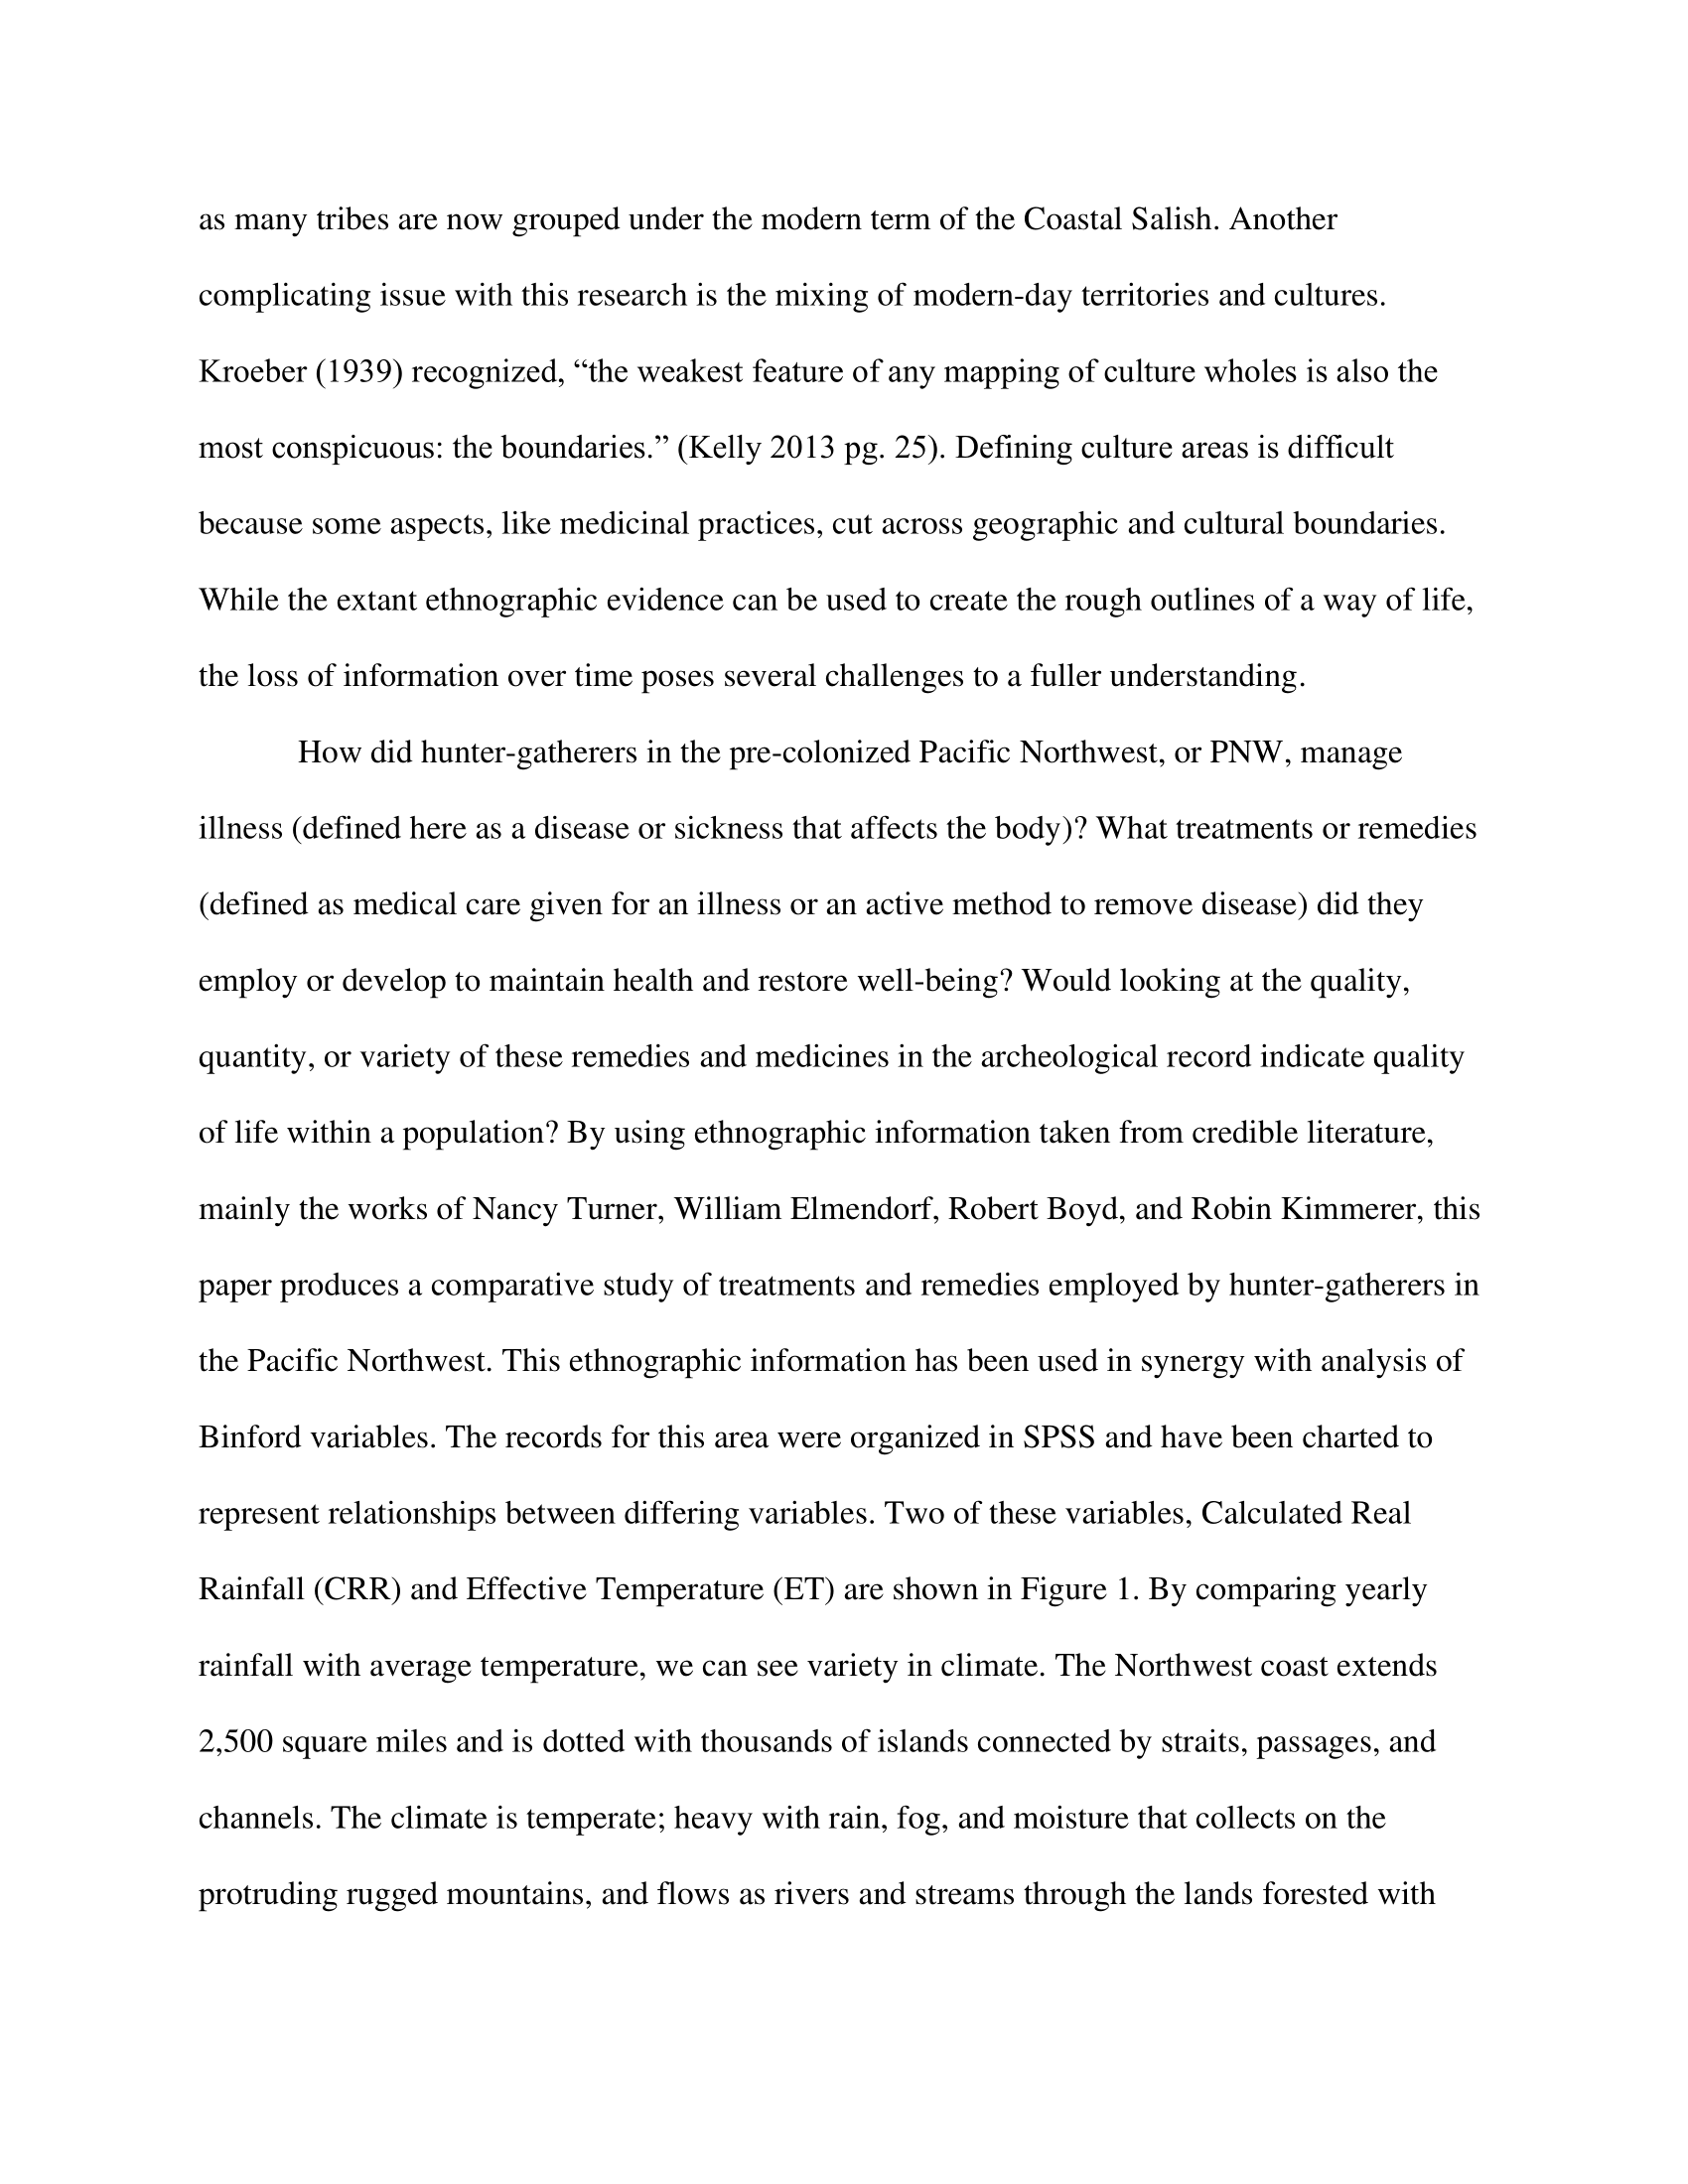 as many tribes are now grouped under the modern term of the Coastal Salish. Another
complicating issue with this research is the mixing of modern-day territories and cultures.
Kroeber (1939) recognized, “the weakest feature of any mapping of culture wholes is also the
most conspicuous: the boundaries.” (Kelly 2013 pg. 25). Defining culture areas is difficult
because some aspects, like medicinal practices, cut across geographic and cultural boundaries.
While the extant ethnographic evidence can be used to create the rough outlines of a way of life,
the loss of information over time poses several challenges to a fuller understanding.
How did hunter-gatherers in the pre-colonized Pacific Northwest, or PNW, manage
illness (defined here as a disease or sickness that affects the body)? What treatments or remedies
(defined as medical care given for an illness or an active method to remove disease) did they
employ or develop to maintain health and restore well-being? Would looking at the quality,
quantity, or variety of these remedies and medicines in the archeological record indicate quality
of life within a population? By using ethnographic information taken from credible literature,
mainly the works of Nancy Turner, William Elmendorf, Robert Boyd, and Robin Kimmerer, this
paper produces a comparative study of treatments and remedies employed by hunter-gatherers in
the Pacific Northwest. This ethnographic information has been used in synergy with analysis of
Binford variables. The records for this area were organized in SPSS and have been charted to
represent relationships between differing variables. Two of these variables, Calculated Real
Rainfall (CRR) and Effective Temperature (ET) are shown in Figure 1. By comparing yearly
rainfall with average temperature, we can see variety in climate. The Northwest coast extends
2,500 square miles and is dotted with thousands of islands connected by straits, passages, and
channels. The climate is temperate; heavy with rain, fog, and moisture that collects on the
protruding rugged mountains, and flows as rivers and streams through the lands forested with